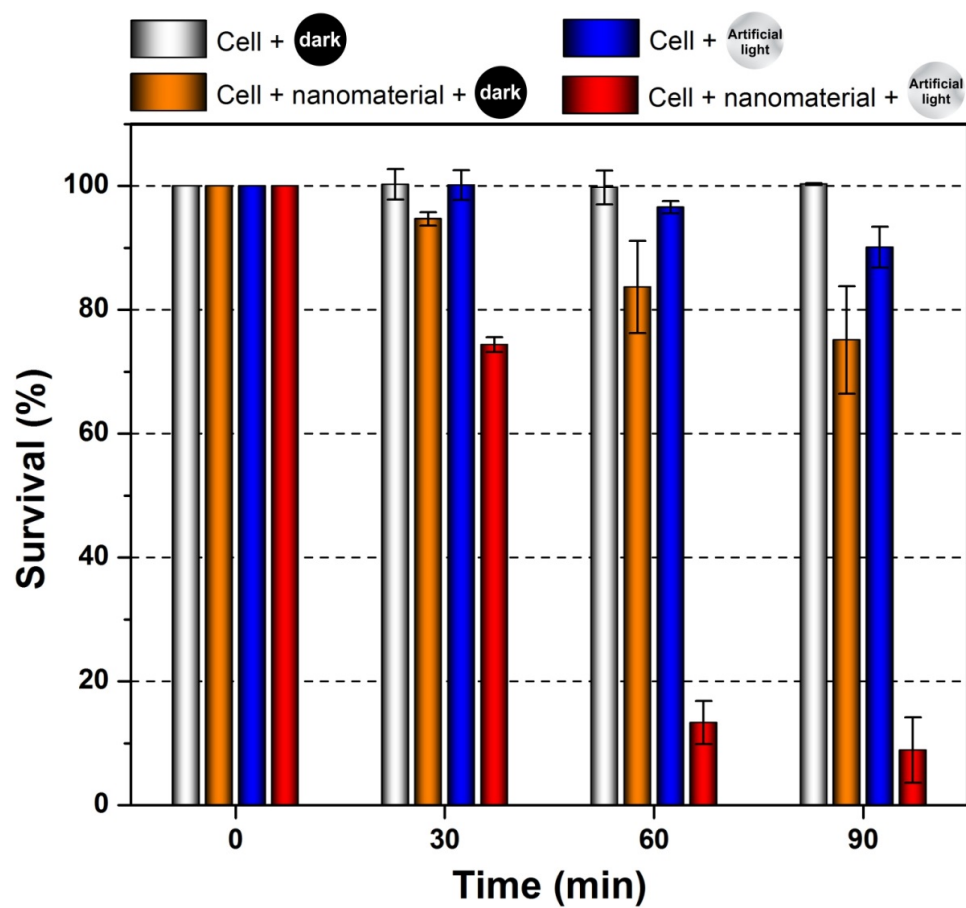 Cell + dark
Cell + Artificial light
Cell + nanomaterial + dark
Cell + nanomaterial + Artificial light
Survival (%)
100
80
60
40
20
0
0 30 60 90
Time (min)